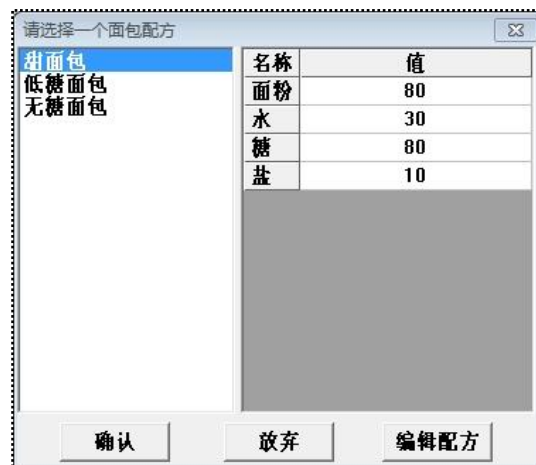 请选择一个面包配方
甜面包
低糖面包
无糖面包
名称 值
面粉 80
水 30
糖 80
盐 10
确认 放弃 编辑配方